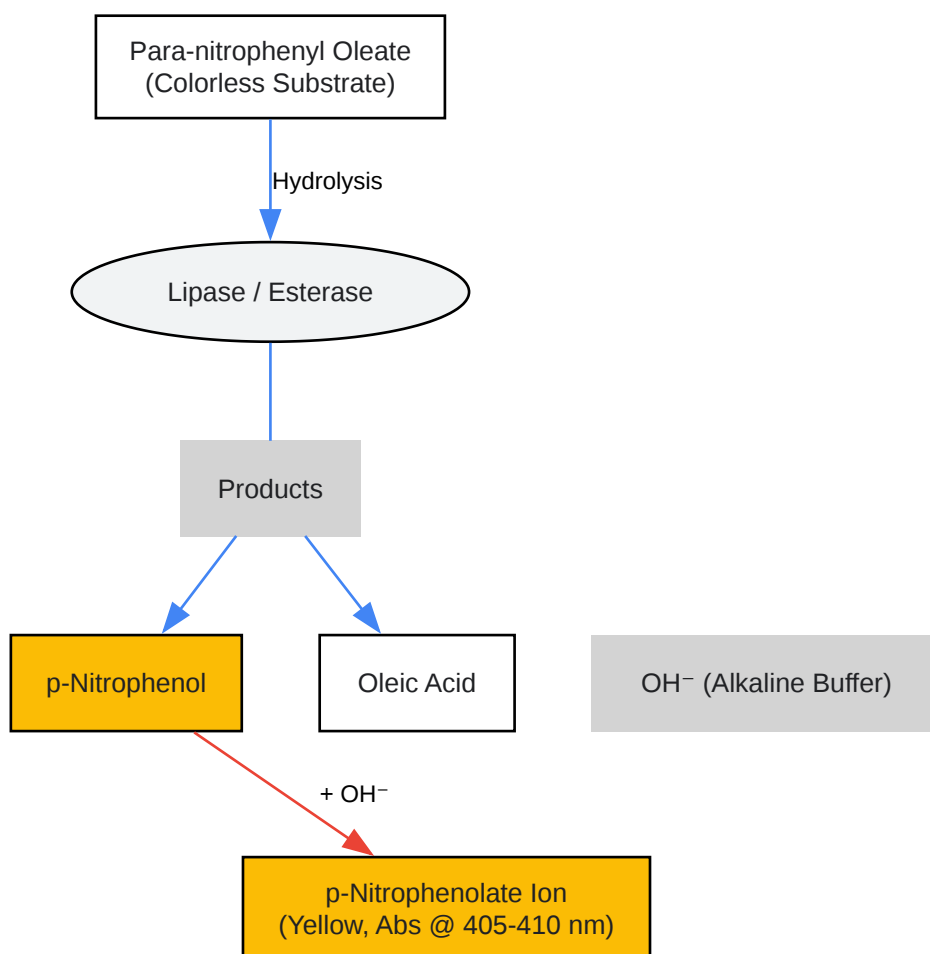 Para-nitrophenyl Oleate
(Colorless Substrate)
Hydrolysis
Lipase / Esterase
Products
p-Nitrophenol
Oleic Acid
OH⁻ (Alkaline Buffer)
+ OH⁻
p-Nitrophenolate Ion
(Yellow, Abs @ 405-410 nm)